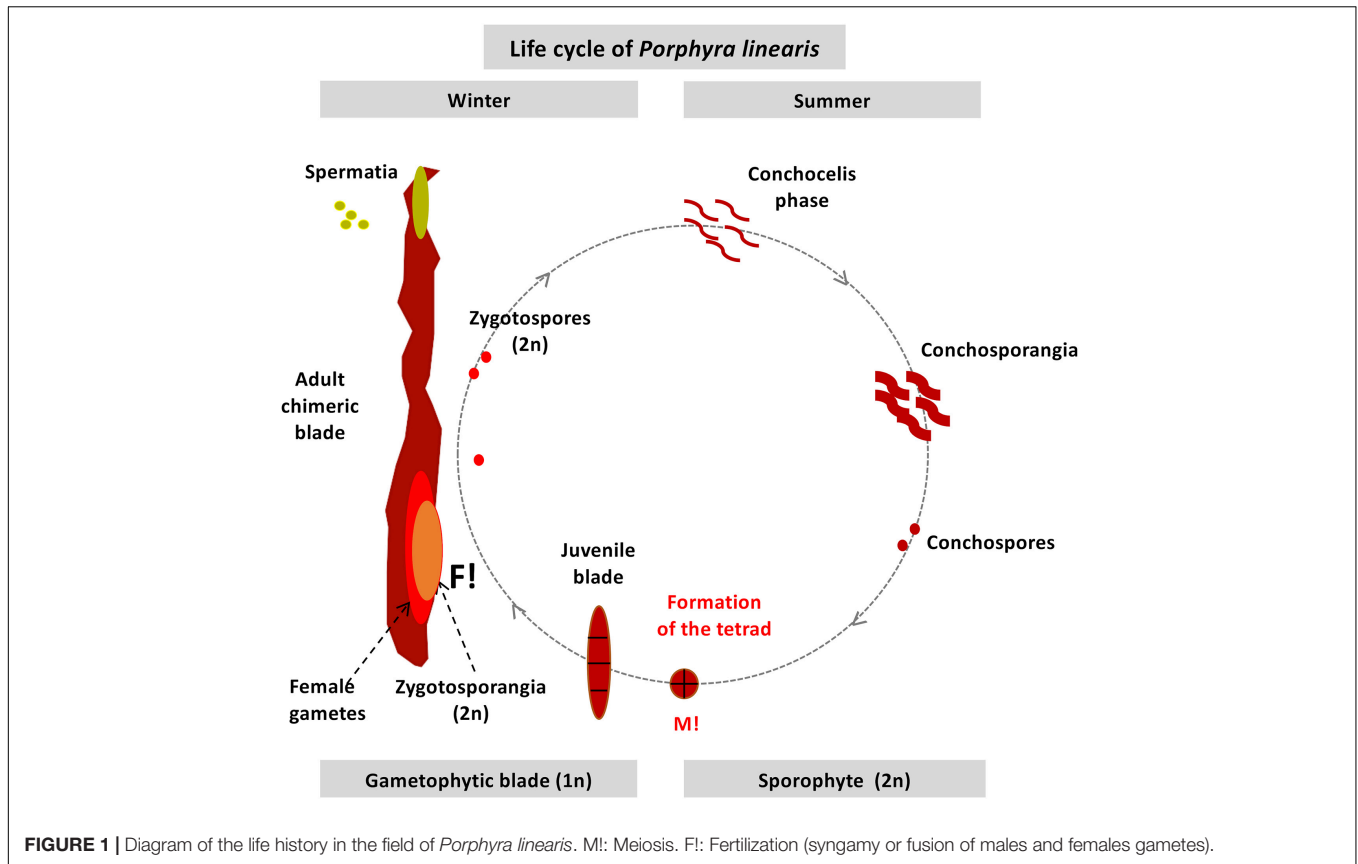 Life cycle of Porphyra linearis
Winter
Summer
Spermatia
Conchocelis
phase
Zygotospores
(2n)
Conchosporangia
Adult
chimeric
blade
Conchospores
Juvenile
blade
F!
Formation
of the tetrad
Femalé
gametes
Zygotosporangia
(2n)
M!
Gametophytic blade (1n)
Sporophyte (2n)
FIGURE 1 | Diagram of the life history in the field of Porphyra linearis. M!: Meiosis. F!: Fertilization (syngamy or fusion of males and females gametes).